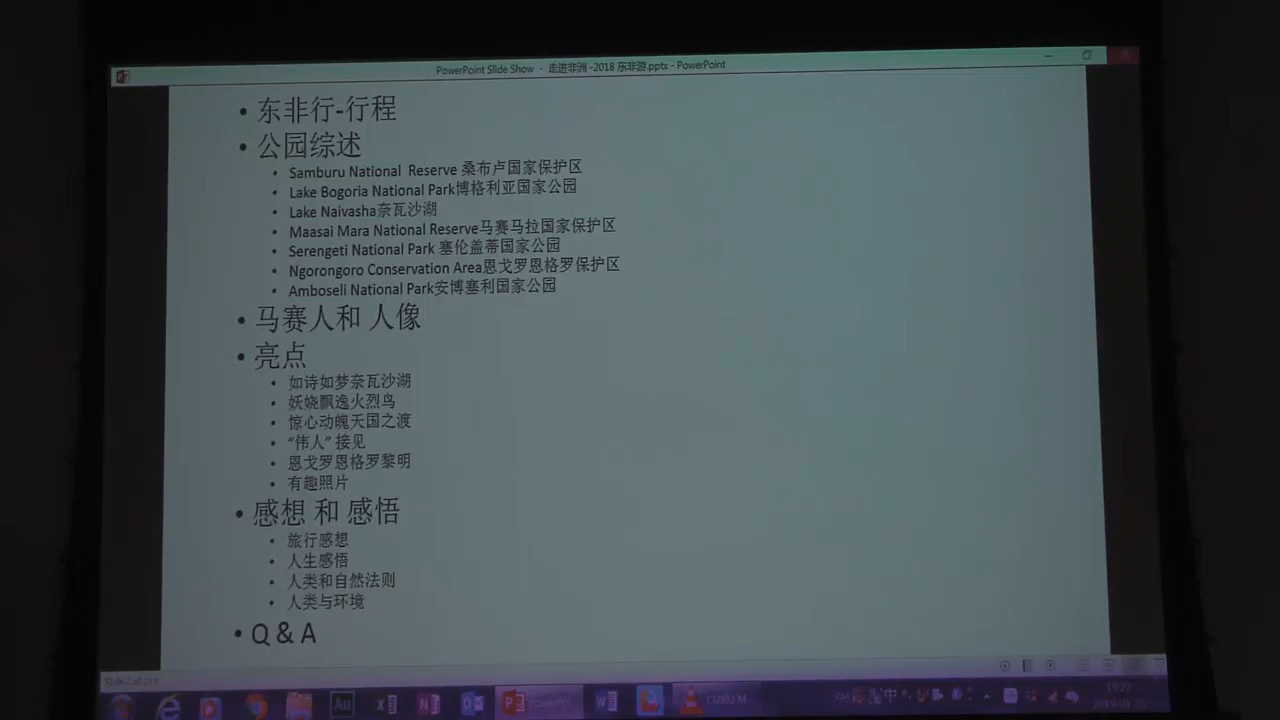 PowerPoint Slide Show - 走进非洲 -2018 东非游.pptx - PowerPoint
• 东非行-行程
• 公园综述
• Samburu National Reserve 桑布卢国家保护区
• Lake Bogoria National Park博格利亚国家公园
• Lake Naivasha奈瓦沙湖
• Maasai Mara National Reserve马赛马拉国家保护区
• Serengeti National Park 塞伦盖蒂国家公园
• Ngorongoro Conservation Area恩戈罗恩格罗保护区
• Amboseli National Park安博塞利国家公园
• 马赛人和 人像
• 亮点
• 如诗如梦奈瓦沙湖
• 妖娆飘逸火烈鸟
• 惊心动魄天国之渡
• “伟人” 接见
• 恩戈罗恩格罗黎明
• 有趣照片
• 感想 和 感悟
• 旅行感想
• 人生感悟
• 人类和自然法则
• 人类与环境
• Q & A
Au
中